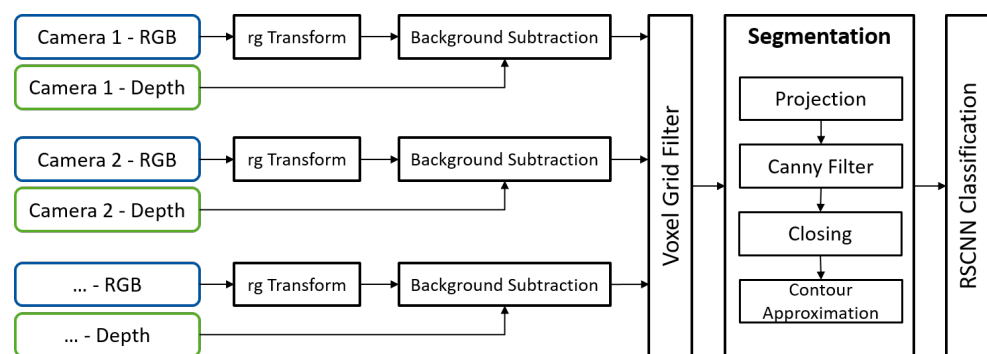 Camera 1 - RGB
rg Transform
Background Subtraction
Camera 1 - Depth
Camera 2 - RGB
rg Transform
Background Subtraction
Camera 2 - Depth
... - RGB
rg Transform
Background Subtraction
... - Depth
Voxel Grid Filter
Segmentation
Projection
Canny Filter
Closing
Contour
Approximation
RSCNN Classification